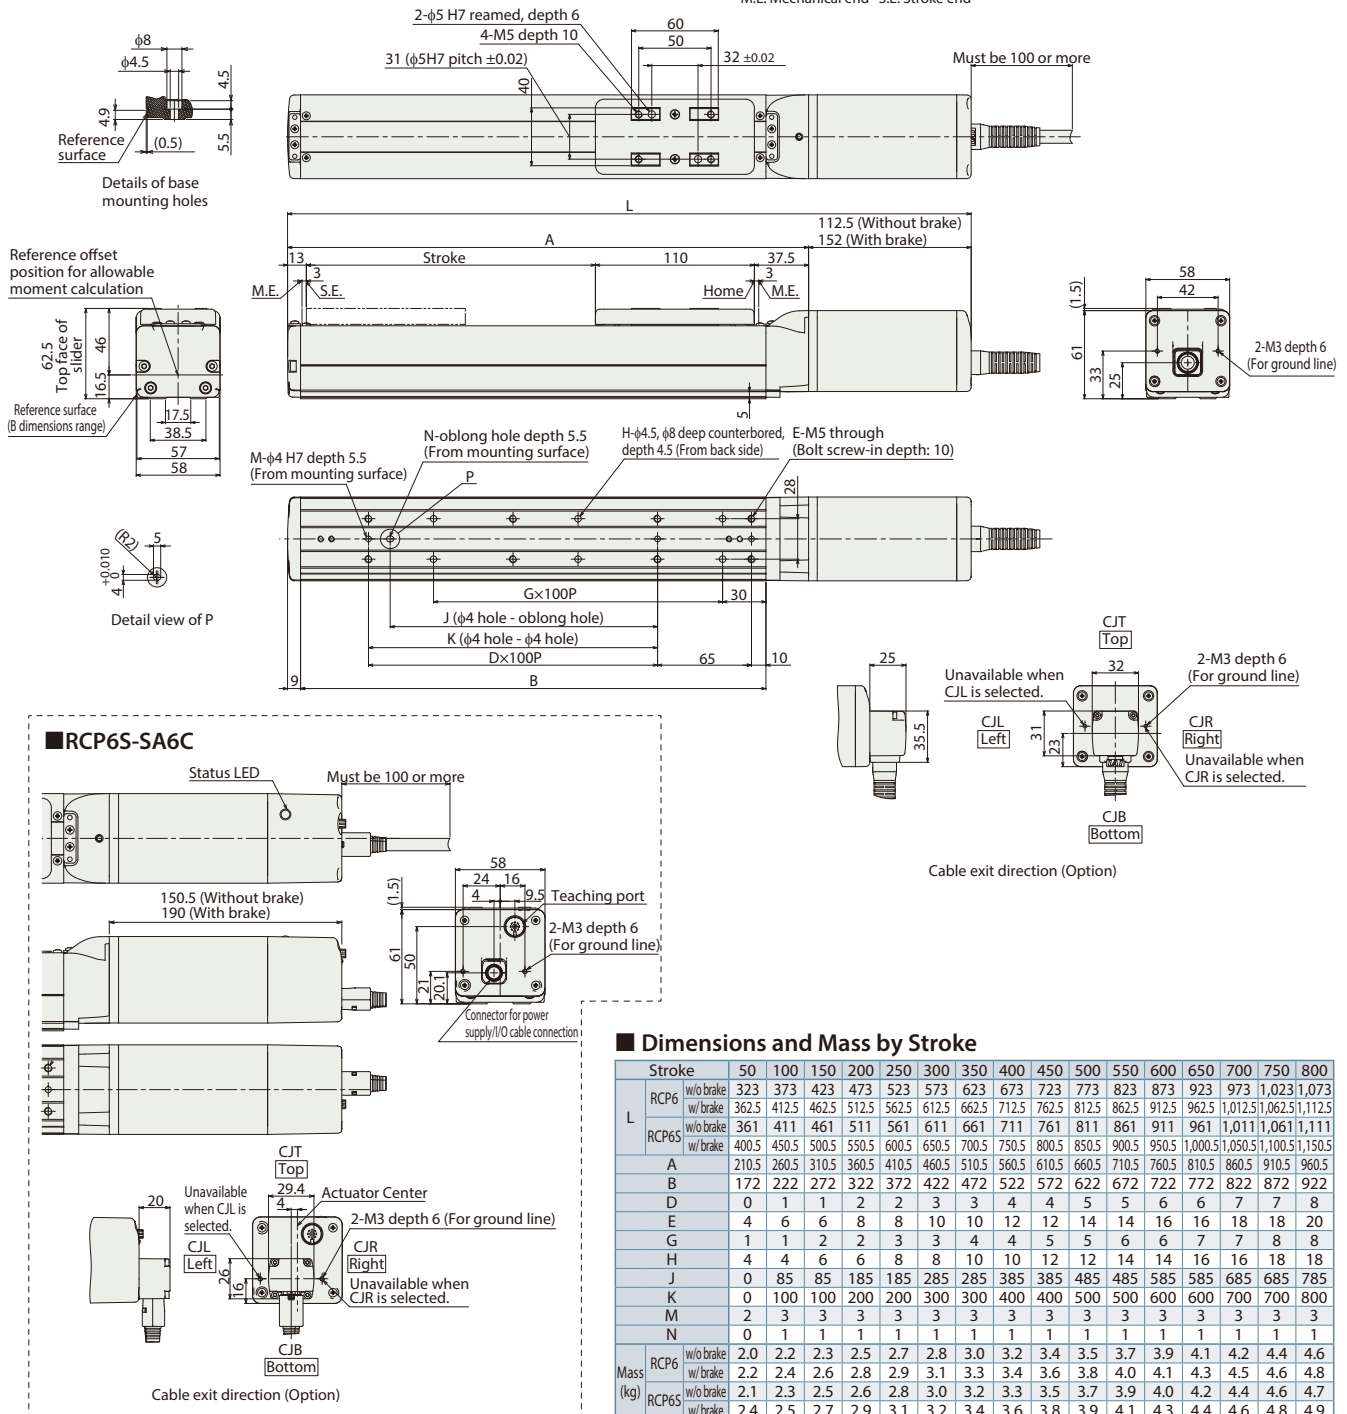 M.E. Mechanical end S.E. Stroke end
2-φ5 H7 reamed, depth 6
4-M5 depth 10
31 (φ5H7 pitch ±0.02)
60
50
32 ±0.02
40
Must be 100 or more
φ8
φ4.5
4.5
4.9
5.5
(0.5)
Reference
surface
Details of base
mounting holes
L
112.5 (Without brake)
152 (With brake)
A
13
Stroke
110
37.5
3
3
M.E.
S.E.
Home
M.E.
5
Reference offset
position for allowable
moment calculation
62.5
Top face of
slider
46
16.5
Reference surface
(B dimensions range)
17.5
38.5
57
58
58
42
(1.5)
61
33
25
2-M3 depth 6
(For ground line)
M-φ4 H7 depth 5.5
(From mounting surface)
N-oblong hole depth 5.5
(From mounting surface)
P
H-φ4.5, φ8 deep counterbored,
depth 4.5 (From back side)
E-M5 through
(Bolt screw-in depth: 10)
28
G×100P
30
J (φ4 hole - oblong hole)
K (φ4 hole - φ4 hole)
D×100P
65
10
9
B
(R2)
5
+0.010
4 0
Detail view of P
25
35.5
CJT
Top
32
2-M3 depth 6
(For ground line)
Unavailable when
CJL is selected.
CJL
Left
31
23
CJR
Right
Unavailable when
CJR is selected.
CJB
Bottom
Cable exit direction (Option)
■RCP6S-SA6C
Status LED
Must be 100 or more
150.5 (Without brake)
190 (With brake)
58
24
16
4
9.5
(1.5)
61
50
21
20.1
Teaching port
2-M3 depth 6
(For ground line)
Connector for power
supply/I/O cable connection
20
CJT
Top
29.4
4
Actuator Center
2-M3 depth 6 (For ground line)
Unavailable
when CJL is
selected.
CJL
Left
26
16
CJR
Right
Unavailable when
CJR is selected.
CJB
Bottom
Cable exit direction (Option)
■ Dimensions and Mass by Stroke
Stroke 50 100 150 200 250 300 350 400 450 500 550 600 650 700 750 800
L RCP6 w/o brake 323 373 423 473 523 573 623 673 723 773 823 873 923 973 1,023 1,073
w/ brake 362.5 412.5 462.5 512.5 562.5 612.5 662.5 712.5 762.5 812.5 862.5 912.5 962.5 1,012.5 1,062.5 1,112.5
RCP6S w/o brake 361 411 461 511 561 611 661 711 761 811 861 911 961 1,011 1,061 1,111
w/ brake 400.5 450.5 500.5 550.5 600.5 650.5 700.5 750.5 800.5 850.5 900.5 950.5 1,000.5 1,050.5 1,100.5 1,150.5
A 210.5 260.5 310.5 360.5 410.5 460.5 510.5 560.5 610.5 660.5 710.5 760.5 810.5 860.5 910.5 960.5
B 172 222 272 322 372 422 472 522 572 622 672 722 772 822 872 922
D 0 1 1 2 2 3 3 4 4 5 5 6 6 7 7 8
E 4 6 6 8 8 10 10 12 12 14 14 16 16 18 18 20
G 1 1 2 2 3 3 4 4 5 5 6 6 7 7 8 8
H 4 4 6 6 8 8 10 10 12 12 14 14 16 16 18 18
J 0 85 85 185 185 285 285 385 385 485 485 585 585 685 685 785
K 0 100 100 200 200 300 300 400 400 500 500 600 600 700 700 800
M 2 3 3 3 3 3 3 3 3 3 3 3 3 3 3 3
N 0 1 1 1 1 1 1 1 1 1 1 1 1 1 1 1
Mass (kg) RCP6 w/o brake 2.0 2.2 2.3 2.5 2.7 2.8 3.0 3.2 3.4 3.5 3.7 3.9 4.1 4.2 4.4 4.6
w/ brake 2.2 2.4 2.6 2.8 2.9 3.1 3.3 3.4 3.6 3.8 4.0 4.1 4.3 4.5 4.6 4.8
RCP6S w/o brake 2.1 2.3 2.5 2.6 2.8 3.0 3.2 3.3 3.5 3.7 3.9 4.0 4.2 4.4 4.6 4.7
w/ brake 2.4 2.5 2.7 2.9 3.1 3.2 3.4 3.6 3.8 3.9 4.1 4.3 4.4 4.6 4.8 4.9